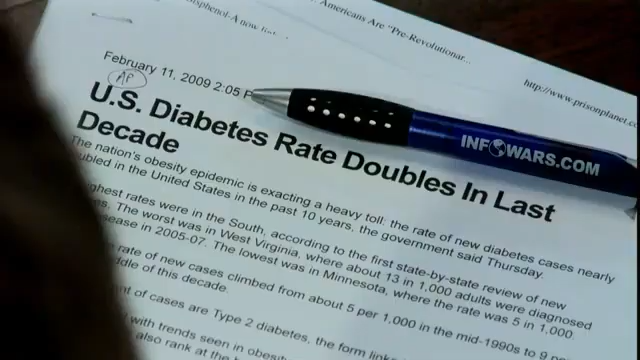 Americans Are "Pre-Revolutionar...
http://www.prisonplanet.co
February 11, 2009 2:05 P
AP
U.S. Diabetes Rate Doubles In Last
Decade
INFOWARS.COM
The nation's obesity epidemic is exacting a heavy toll: the rate of new diabetes cases nearly
in the United States in the past 10 years, the government said Thursday.
rates were in the South, according to the first state-by-state review of new
The worst was in West Virginia, where about 13 in 1,000 adults were diagnosed
in 2005-07. The lowest was in Minnesota, where the rate was 5 in 1,000.
rate of new cases climbed from about 5 per 1,000 in the mid-1990s to 9
of this decade.
of cases are Type 2 diabetes, the form
with trends seen in
also rank at the